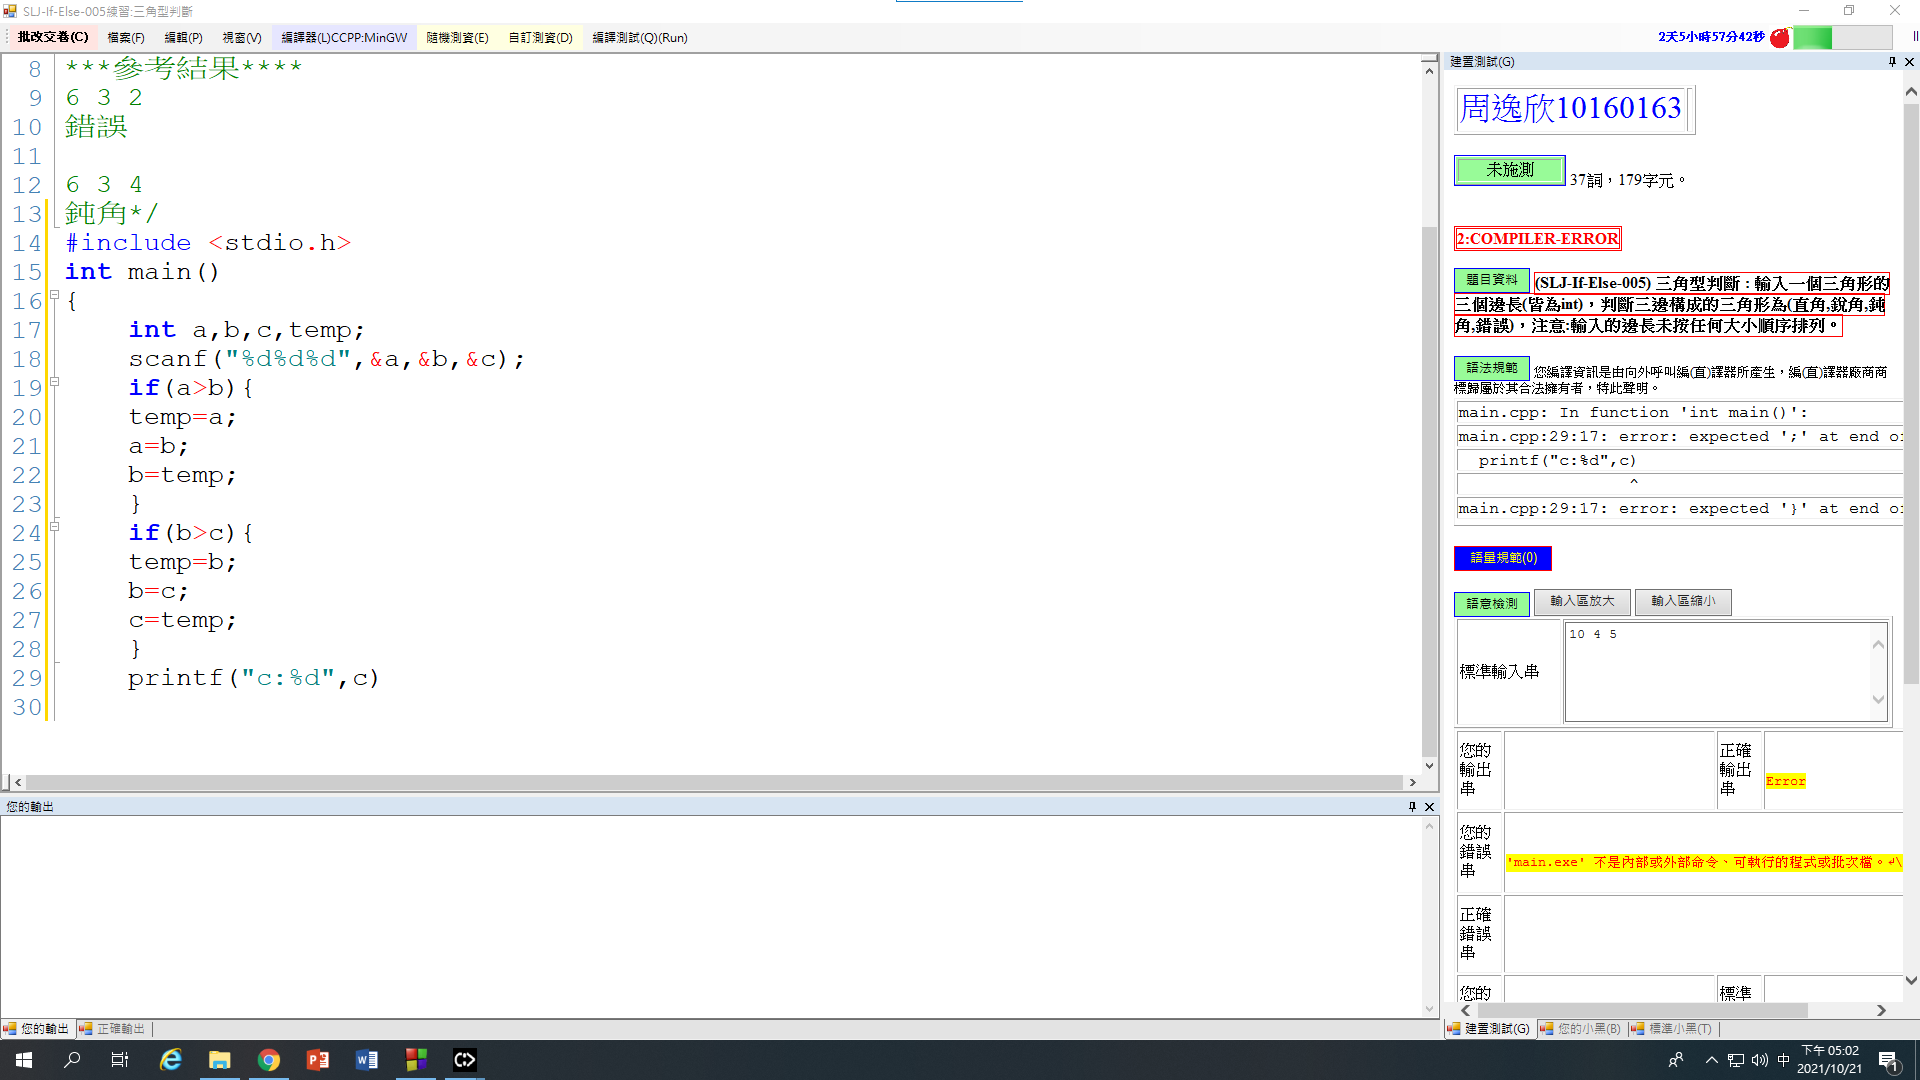 SLJ-If-Else-005練習:三角型判斷
批改交卷(C) 檔案(F) 編輯(P) 視窗(V) 編譯器(L)CCPP:MinGW 隨機測資(E) 自訂測資(D) 編譯測試(Q)(Run)
2天5小時57分42秒
8 ***參考結果****
9 6 3 2
10 錯誤
11
12 6 3 4
13 鈍角*/
14 #include <stdio.h>
15 int main()
16 {
17 int a,b,c,temp;
18 scanf("%d%d%d",&a,&b,&c);
19 if(a>b){
20 temp=a;
21 a=b;
22 b=temp;
23 }
24 if(b>c){
25 temp=b;
26 b=c;
27 c=temp;
28 }
29 printf("c:%d",c)
30
您的輸出
您的輸出 正確輸出
建置測試(G)
周逸欣10160163
未施測 37詞，179字元。
2:COMPILER-ERROR
題目資料 (SLJ-If-Else-005) 三角型判斷 : 輸入一個三角形的
三個邊長(皆為int)，判斷三邊構成的三角形為(直角,銳角,鈍
角,錯誤)，注意:輸入的邊長未按任何大小順序排列。
語法規範 您編譯資訊是由向外呼叫編(直)譯器所產生，編(直)譯器廠商商
標歸屬於其合法擁有者，特此聲明。
main.cpp: In function 'int main()':
main.cpp:29:17: error: expected ';' at end o
printf("c:%d",c)
^
main.cpp:29:17: error: expected '}' at end o
語量規範(0)
語意檢測 輸入區放大 輸入區縮小
標準輸入串
10 4 5
您的
輸出
串
正確
輸出
串
Error
您的
錯誤
串
'main.exe' 不是內部或外部命令、可執行的程式或批次檔。↲\
正確
錯誤
串
您的
標準
建置測試(G) 您的小黑(B) 標準小黑(T)
中
下午 05:02
2021/10/21
1